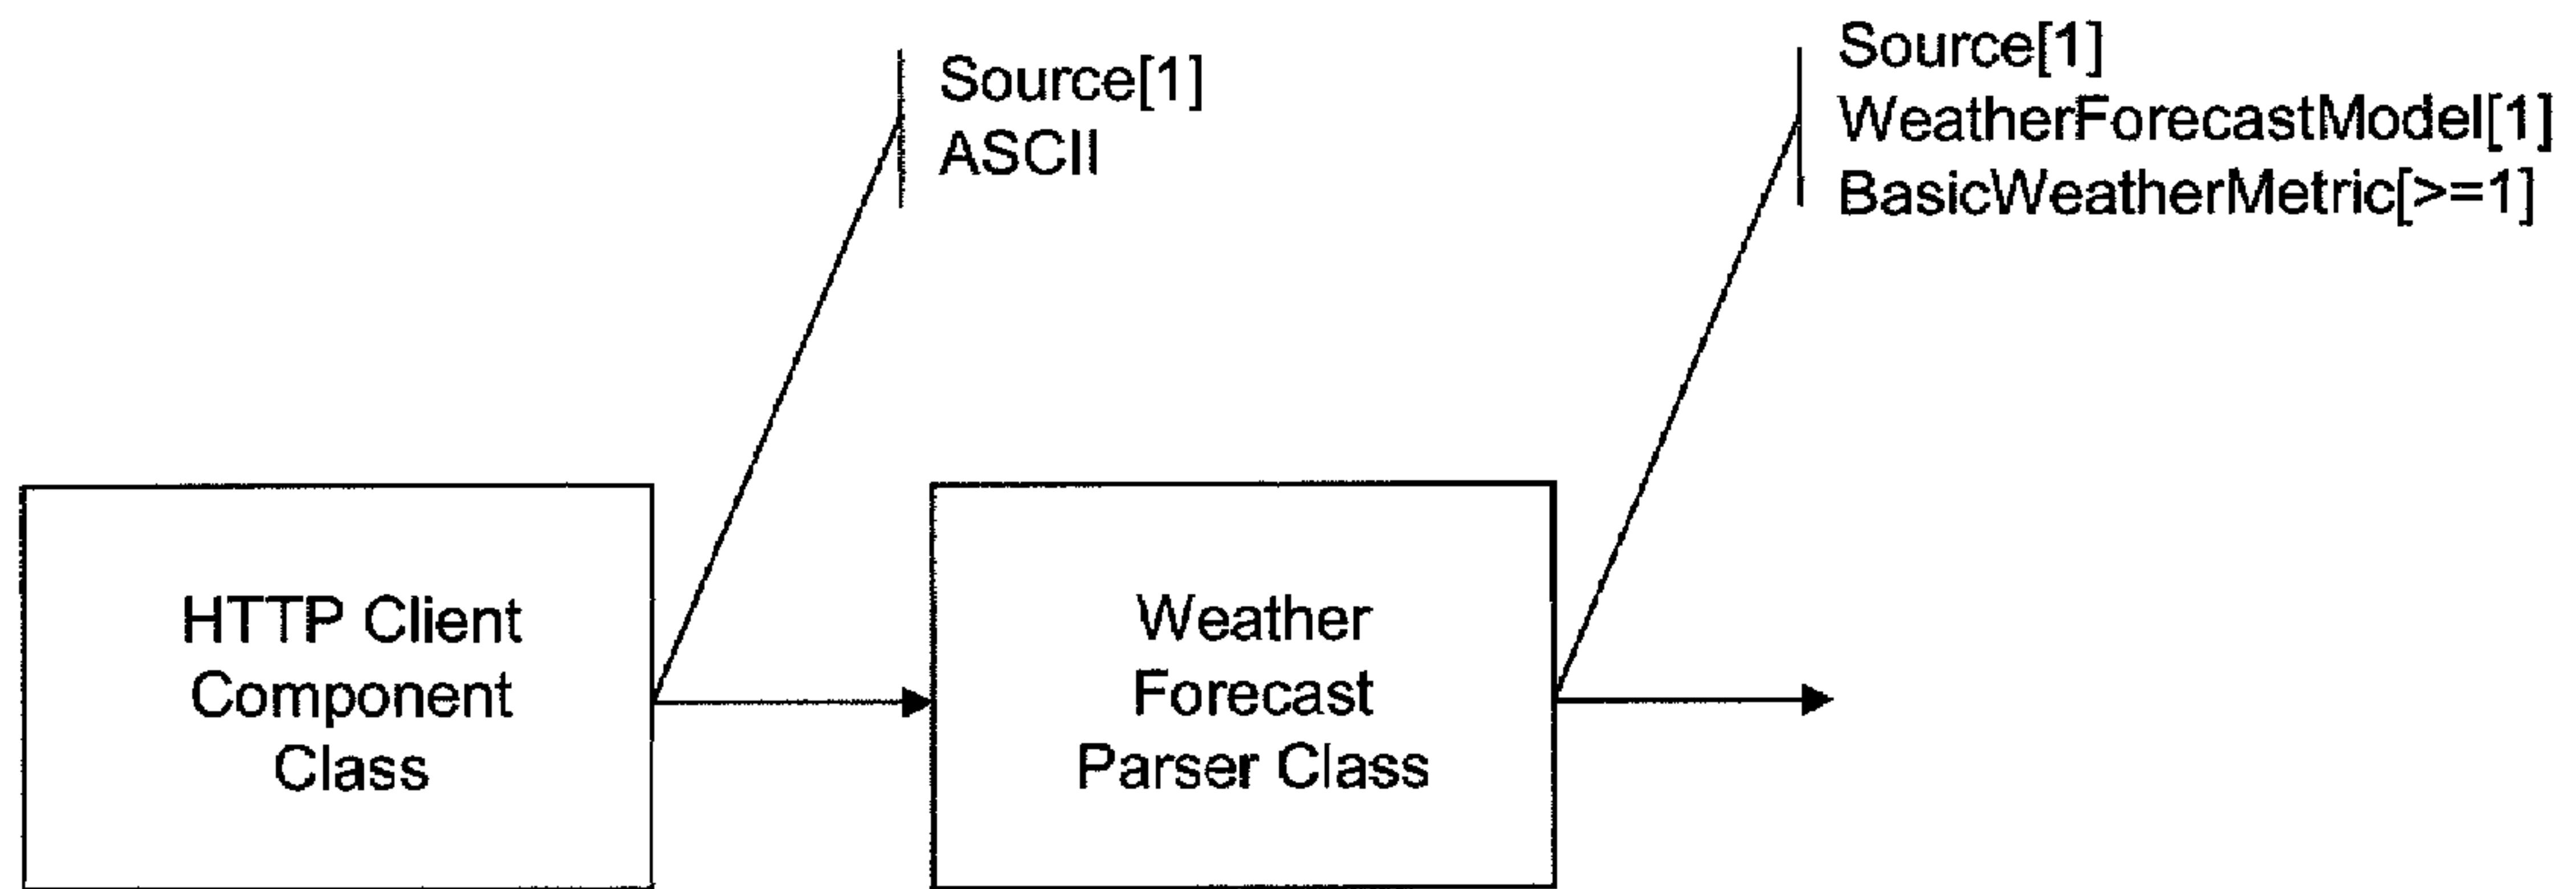 Source[1]
ASCII
Source[1]
WeatherForecastModel[1]
BasicWeatherMetric[>=1]
HTTP Client
Component
Class
Weather
Forecast
Parser Class